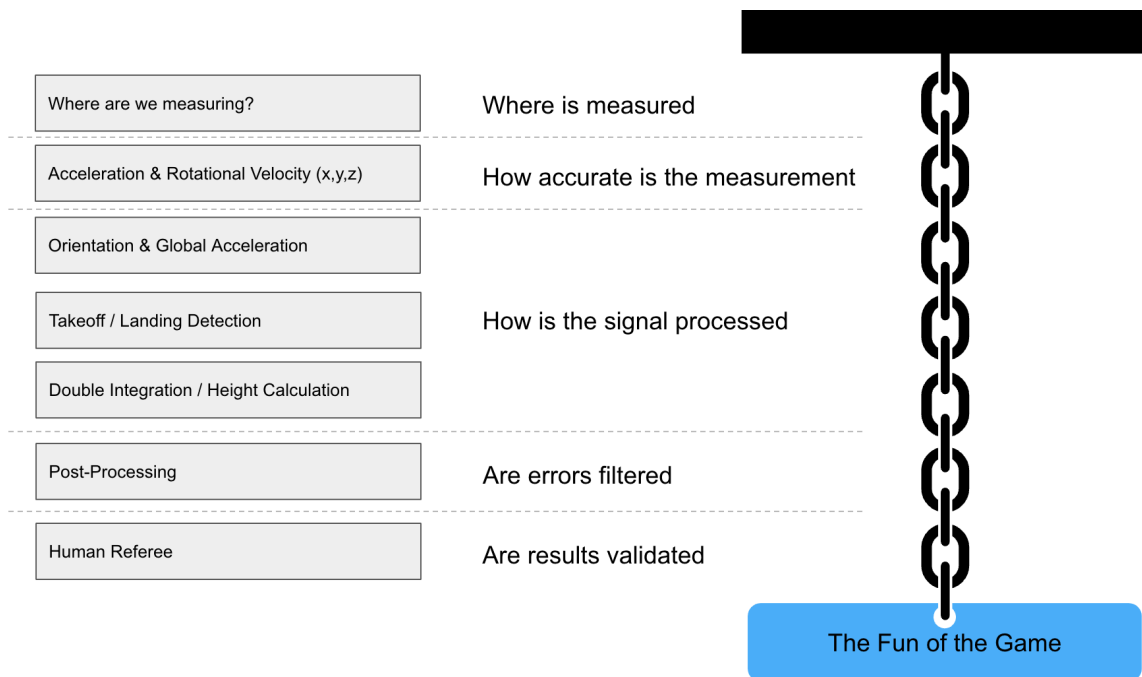 Where are we measuring?
Where is measured
Acceleration & Rotational Velocity (x,y,z)
How accurate is the measurement
Orientation & Global Acceleration
Takeoff / Landing Detection
How is the signal processed
Double Integration / Height Calculation
Post-Processing
Are errors filtered
Human Referee
Are results validated
The Fun of the Game